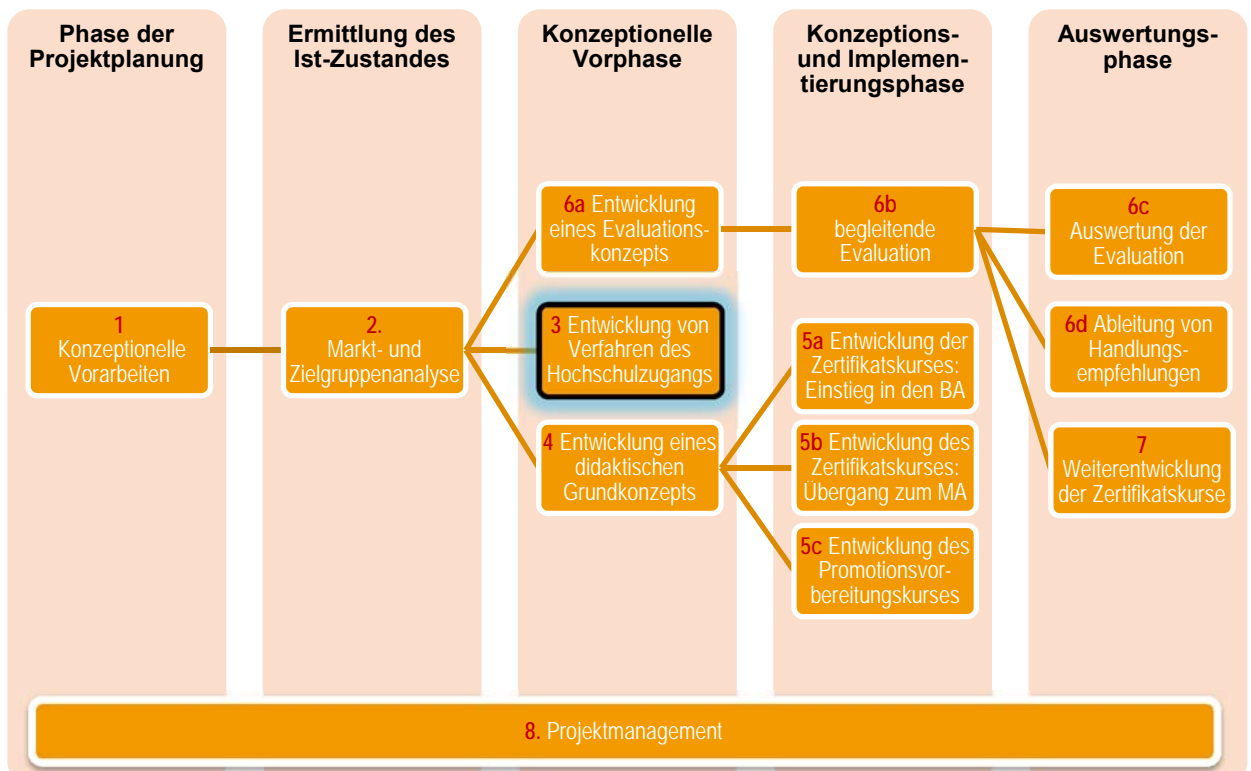 Phase der
Projektplanung
Ermittlung des
Ist-Zustandes
Konzeptionelle
Vorphase
Konzeptions-
und Implemen-
tierungsphase
Auswertungs-
phase
1
Konzeptionelle
Vorarbeiten
2.
Markt- und
Zielgruppenanalyse
6a Entwicklung
eines Evaluations-
konzepts
3 Entwicklung von
Verfahren des
Hochschulzugangs
4 Entwicklung eines
didaktischen
Grundkonzepts
6b
begleitende
Evaluation
5a Entwicklung der
Zertifikatskurses:
Einstieg in den BA
5b Entwicklung des
Zertifikatskurses:
Übergang zum MA
5c Entwicklung des
Promotionsvor-
bereitungskurses
6c
Auswertung der
Evaluation
6d Ableitung von
Handlungs-
empfehlungen
7
Weiterentwicklung
der Zertifikatskurse
8. Projektmanagement